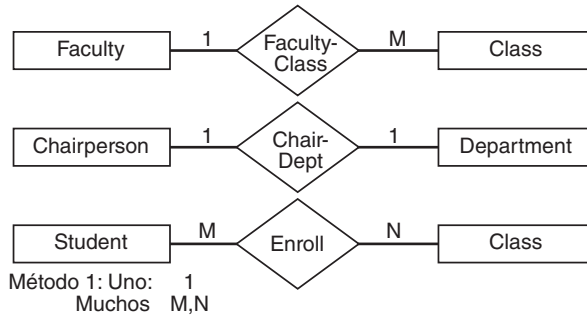 Faculty 1 Faculty-
Class M Class
Chairperson 1 Chair-
Dept 1 Department
Student M Enroll N Class
Método 1: Uno: 1
Muchos M,N